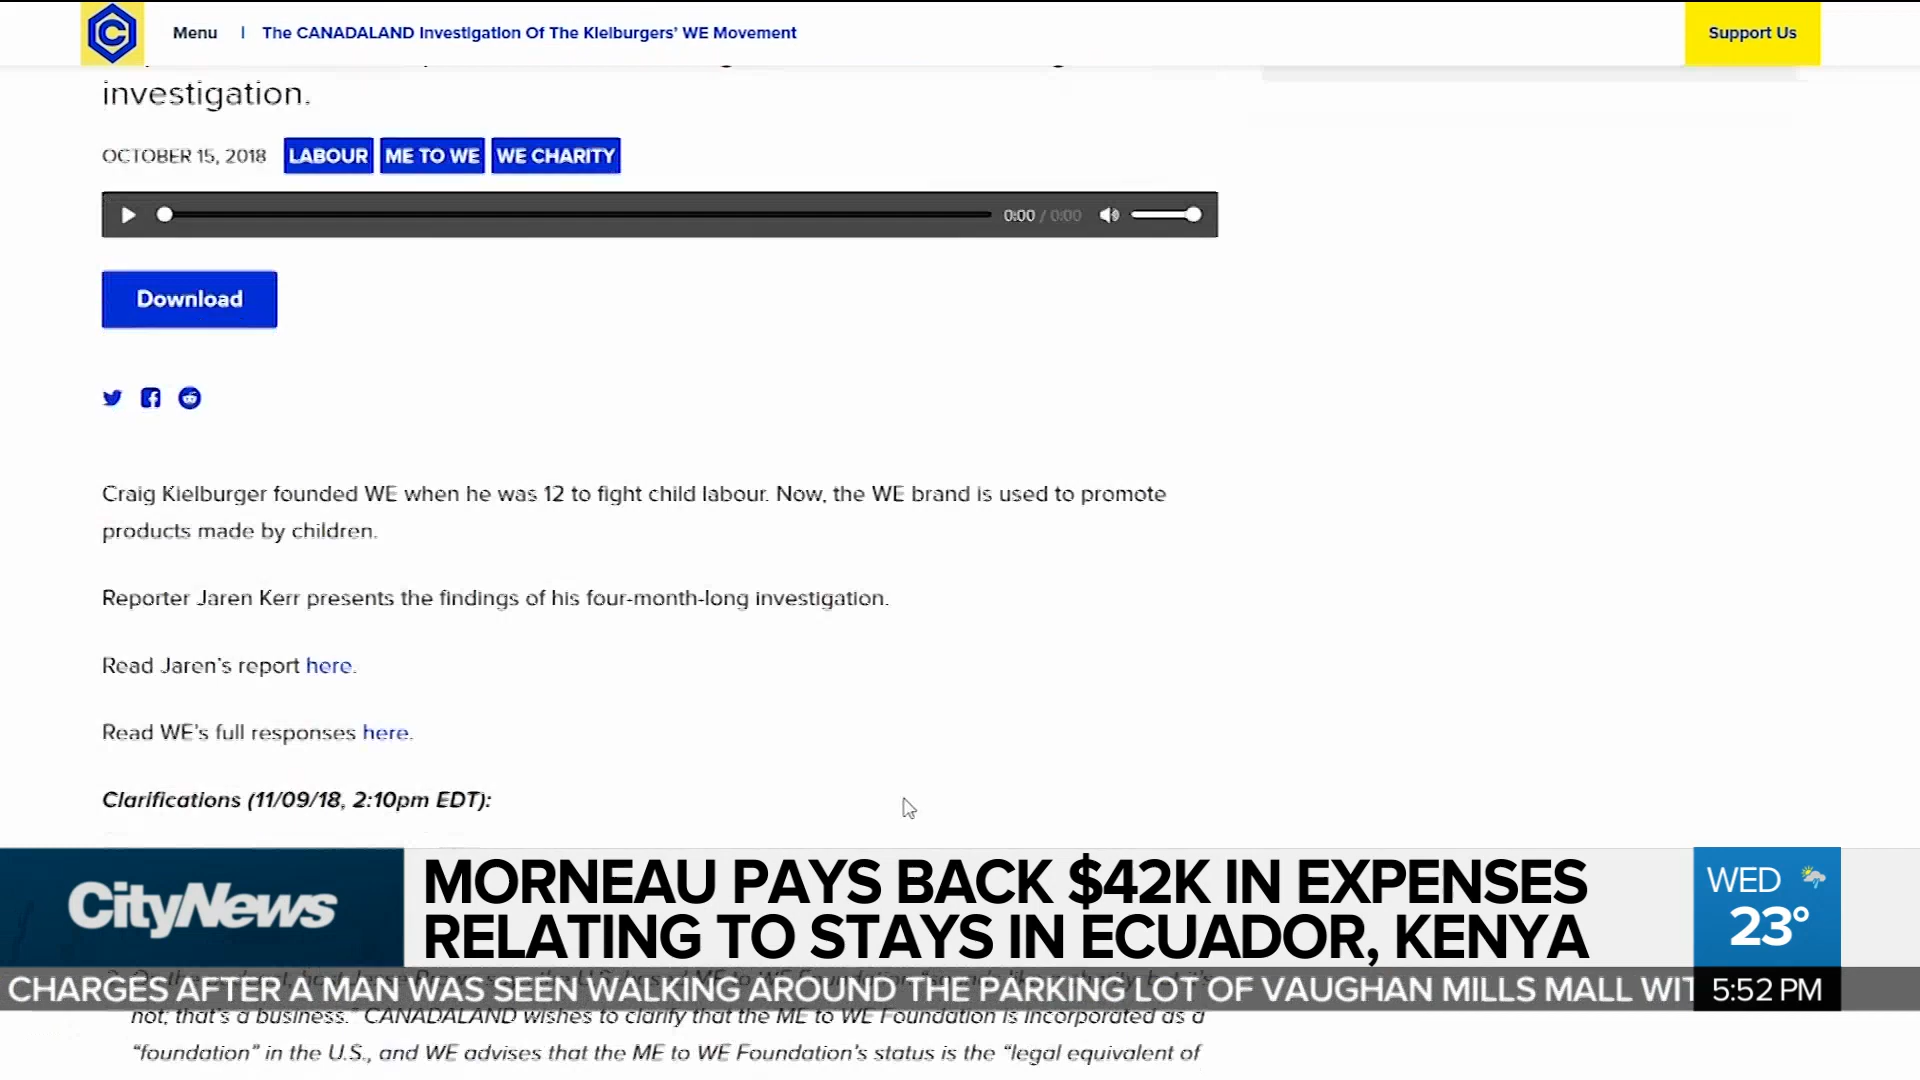 Menu | The CANADALAND Investigation Of The Kielburgers' WE Movement
Support Us
investigation.
OCTOBER 15, 2018 LABOUR ME TO WE WE CHARITY
0:00 / 0:00
Download
Craig Kielburger founded WE when he was 12 to fight child labour. Now, the WE brand is used to promote
products made by children.
Reporter Jaren Kerr presents the findings of his four-month-long investigation.
Read Jaren's report here.
Read WE's full responses here.
Clarifications (11/09/18, 2:10pm EDT):
CityNews
MORNEAU PAYS BACK $42K IN EXPENSES
RELATING TO STAYS IN ECUADOR, KENYA
WED
23°
CHARGES AFTER A MAN WAS SEEN WALKING AROUND THE PARKING LOT OF VAUGHAN MILLS MALL WIT
5:52 PM
not, that's a business." CANADALAND wishes to clarify that the ME to WE Foundation is incorporated as a
"foundation" in the U.S., and WE advises that the ME to WE Foundation's status is the "legal equivalent of